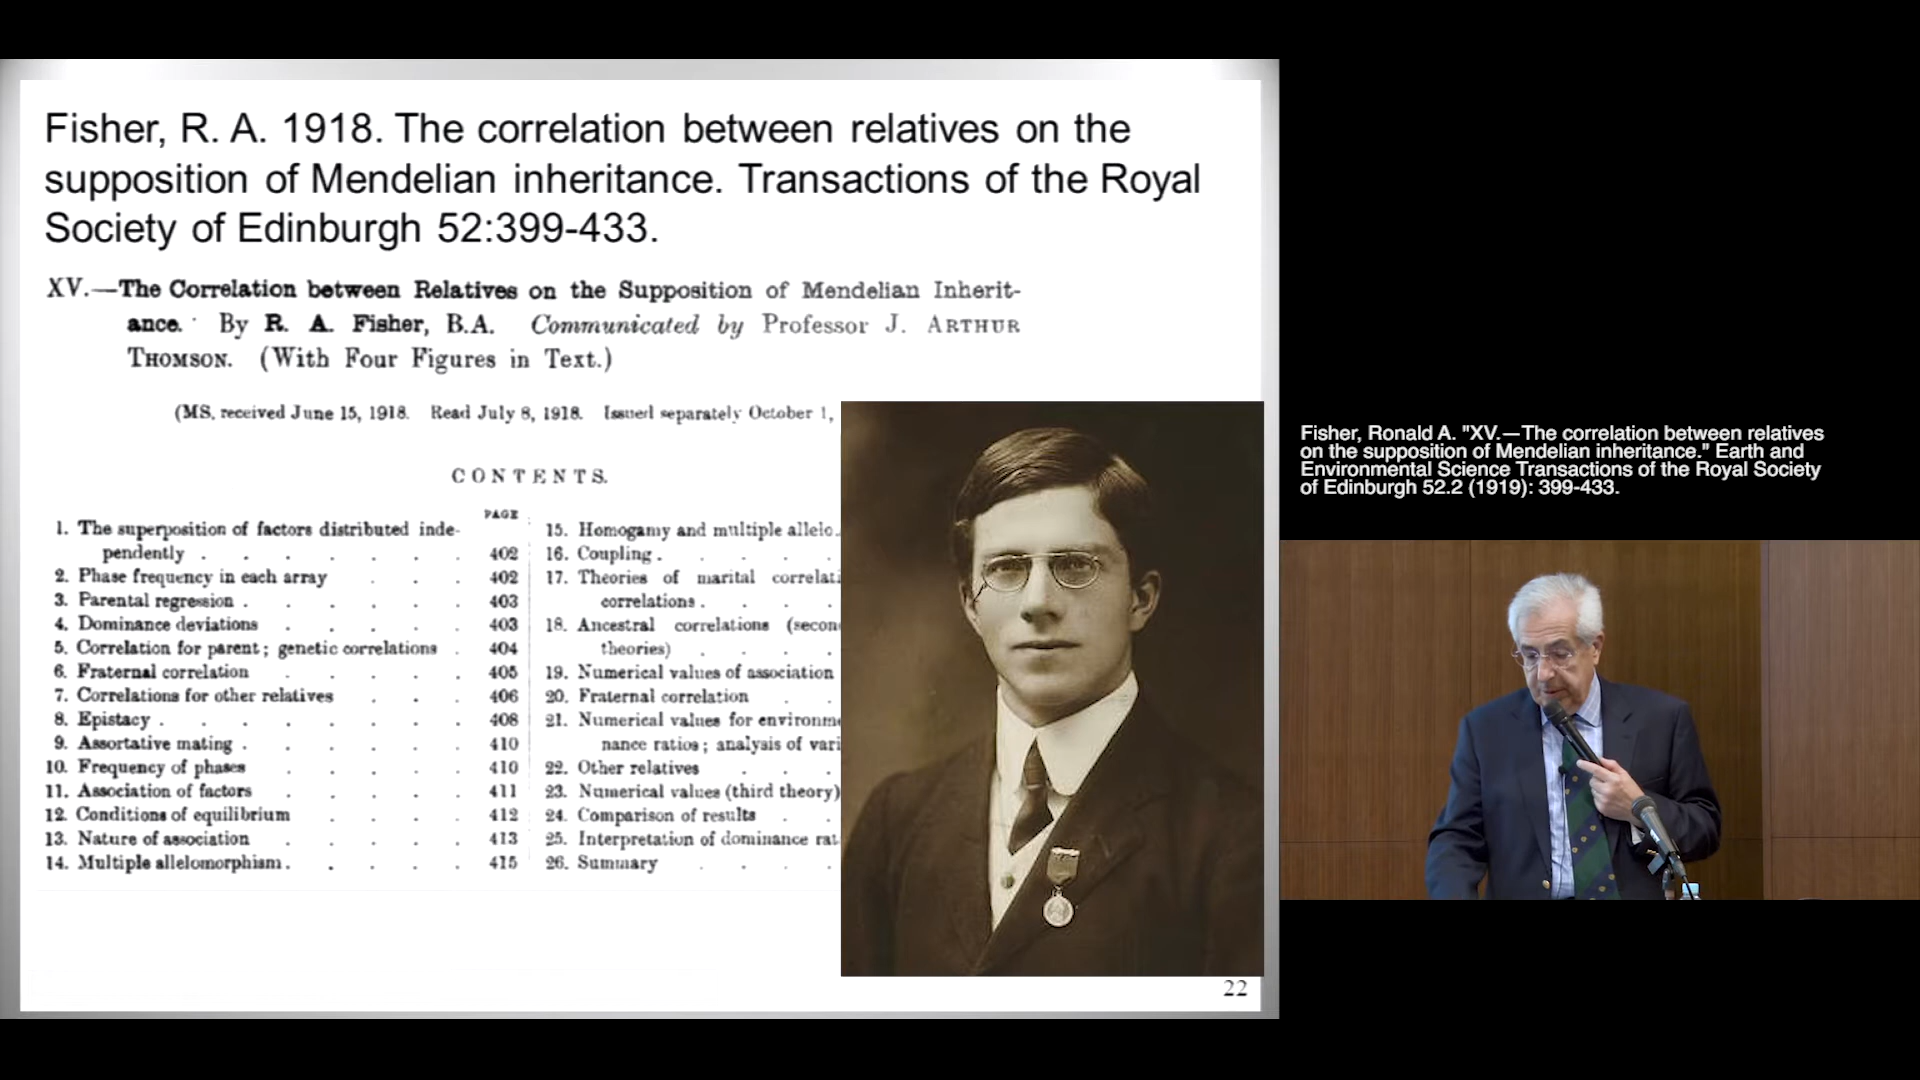 Fisher, R. A. 1918. The correlation between relatives on the
supposition of Mendelian inheritance. Transactions of the Royal
Society of Edinburgh 52:399-433.
XV.—The Correlation between Relatives on the Supposition of Mendelian Inherit-
ance. By R. A. Fisher, B.A. Communicated by Professor J. ARTHUR
THOMSON. (With Four Figures in Text.)
(MS. received June 15, 1918. Read July 8, 1918. Issued separately October 1,
CONTENTS.
PAGE
1. The superposition of factors distributed inde-
pendently . . . . . . . 402
2. Phase frequency in each array . . . 402
3. Parental regression . . . . . . 403
4. Dominance deviations . . . . . 403
5. Correlation for parent; genetic correlations . 404
6. Fraternal correlation . . . . . 405
7. Correlations for other relatives . . . 406
8. Epistacy . . . . . . . . 408
9. Assortative mating . . . . . . 410
10. Frequency of phases . . . . . 410
11. Association of factors . . . . . 411
12. Conditions of equilibrium . . . . 412
13. Nature of association . . . . . 413
14. Multiple allelomorphism . . . . 415
15. Homogamy and multiple allelo
16. Coupling . . . . .
17. Theories of marital correlati
correlations . . . .
18. Ancestral correlations (secon
theories) . . . .
19. Numerical values of association
20. Fraternal correlation . .
21. Numerical values for environme
nance ratios; analysis of vari
22. Other relatives . . .
23. Numerical values (third theory)
24. Comparison of results . .
25. Interpretation of dominance rat
26. Summary . . . .
22
Fisher, Ronald A. "XV.—The correlation between relatives
on the supposition of Mendelian inheritance." Earth and
Environmental Science Transactions of the Royal Society
of Edinburgh 52.2 (1919): 399-433.